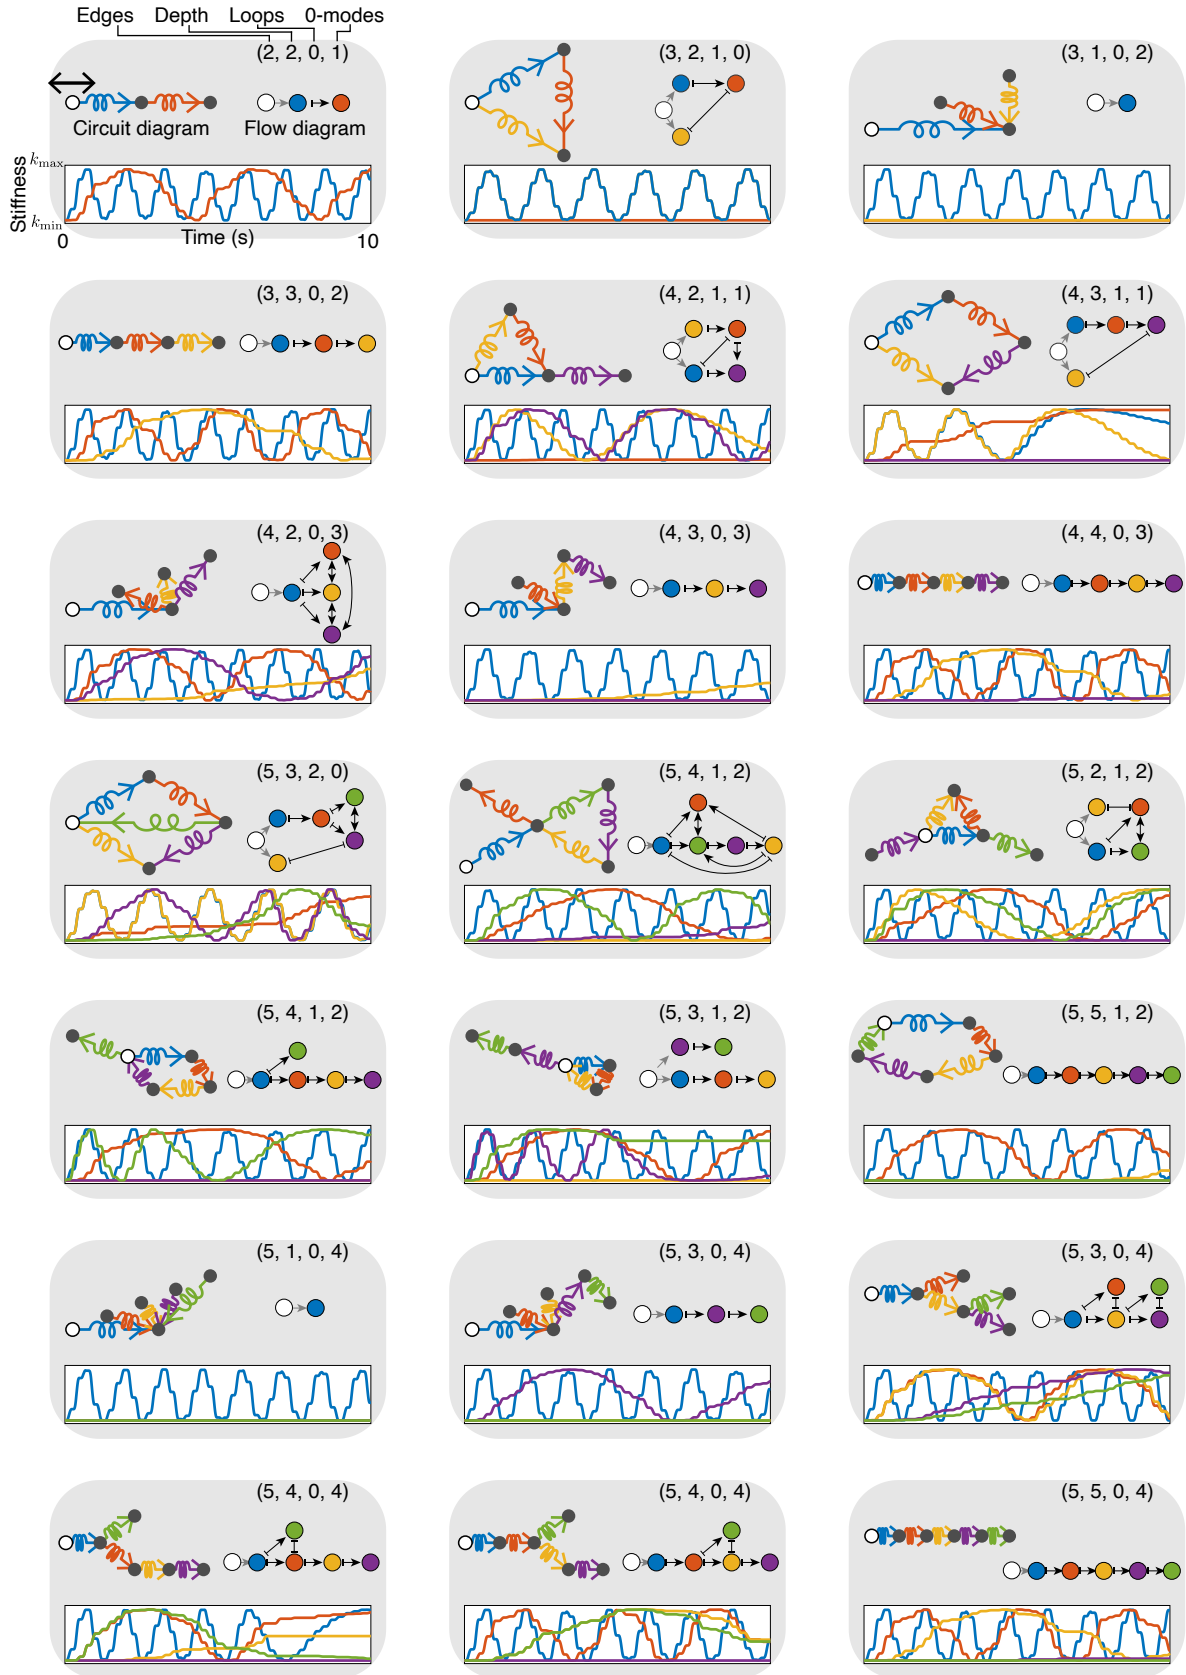 Edges Depth Loops 0-modes
(2, 2, 0, 1)
(3, 2, 1, 0)
(3, 1, 0, 2)
Circuit diagram
Flow diagram
Stiffness
kmax
kmin
0
Time (s)
10
(3, 3, 0, 2)
(4, 2, 1, 1)
(4, 3, 1, 1)
(4, 2, 0, 3)
(4, 3, 0, 3)
(4, 4, 0, 3)
(5, 3, 2, 0)
(5, 4, 1, 2)
(5, 2, 1, 2)
(5, 4, 1, 2)
(5, 3, 1, 2)
(5, 5, 1, 2)
(5, 1, 0, 4)
(5, 3, 0, 4)
(5, 3, 0, 4)
(5, 4, 0, 4)
(5, 4, 0, 4)
(5, 5, 0, 4)